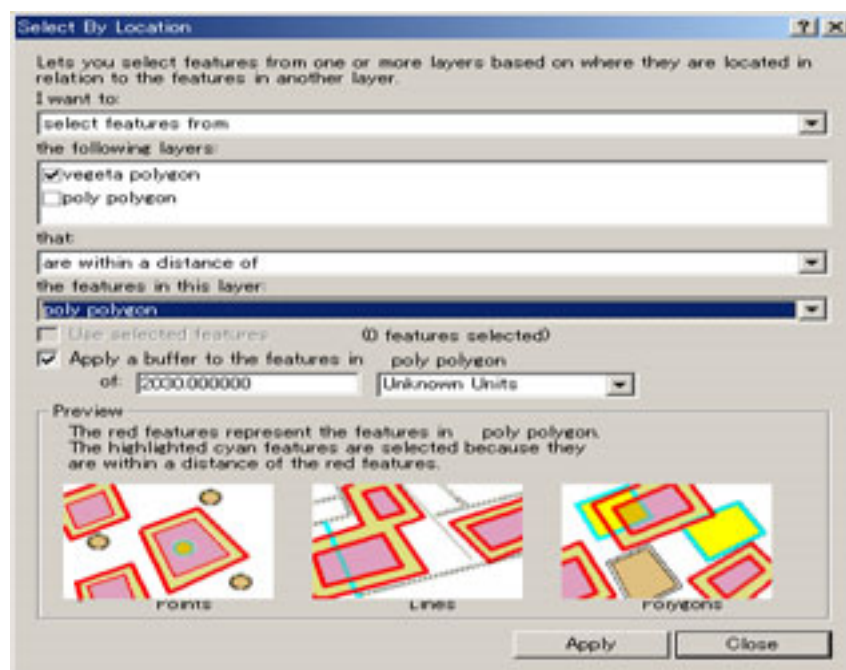 Select By Location
Lets you select features from one or more layers based on where they are located in
relation to the features in another layer.
I want to:
select features from
the following layers:
vegeta polygon
poly polygon
that:
are within a distance of
the features in this layer:
poly polygon
Use selected features (0 features selected)
Apply a buffer to the features in poly polygon
of: 2030.000000 Unknown Units
Preview
The red features represent the features in poly polygon.
The highlighted cyan features are selected because they
are within a distance of the red features.
Points Lines Polygons
Apply Close